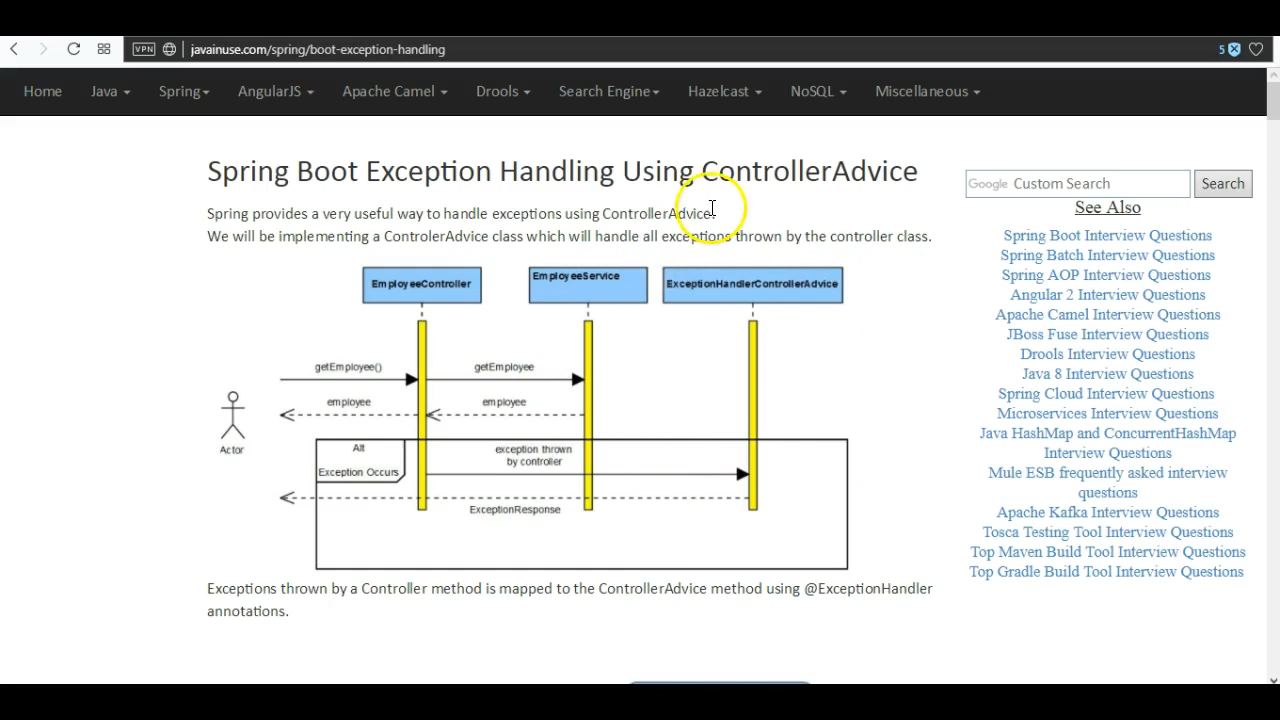 VPN javainuse.com/spring/boot-exception-handling 5
Home Java Spring AngularJS Apache Camel Drools Search Engine Hazelcast NoSQL Miscellaneous
Spring Boot Exception Handling Using ControllerAdvice
Spring provides a very useful way to handle exceptions using ControllerAdvice.
We will be implementing a ControlerAdvice class which will handle all exceptions thrown by the controller class.
EmployeeController EmployeeService ExceptionHandlerControllerAdvice
getEmployee() getEmployee
employee employee
Actor
Alt
Exception Occurs
exception thrown
by controller
ExceptionResponse
Exceptions thrown by a Controller method is mapped to the ControllerAdvice method using @ExceptionHandler
annotations.
Google Custom Search Search
See Also
Spring Boot Interview Questions
Spring Batch Interview Questions
Spring AOP Interview Questions
Angular 2 Interview Questions
Apache Camel Interview Questions
JBoss Fuse Interview Questions
Drools Interview Questions
Java 8 Interview Questions
Spring Cloud Interview Questions
Microservices Interview Questions
Java HashMap and ConcurrentHashMap
Interview Questions
Mule ESB frequently asked interview
questions
Apache Kafka Interview Questions
Tosca Testing Tool Interview Questions
Top Maven Build Tool Interview Questions
Top Gradle Build Tool Interview Questions